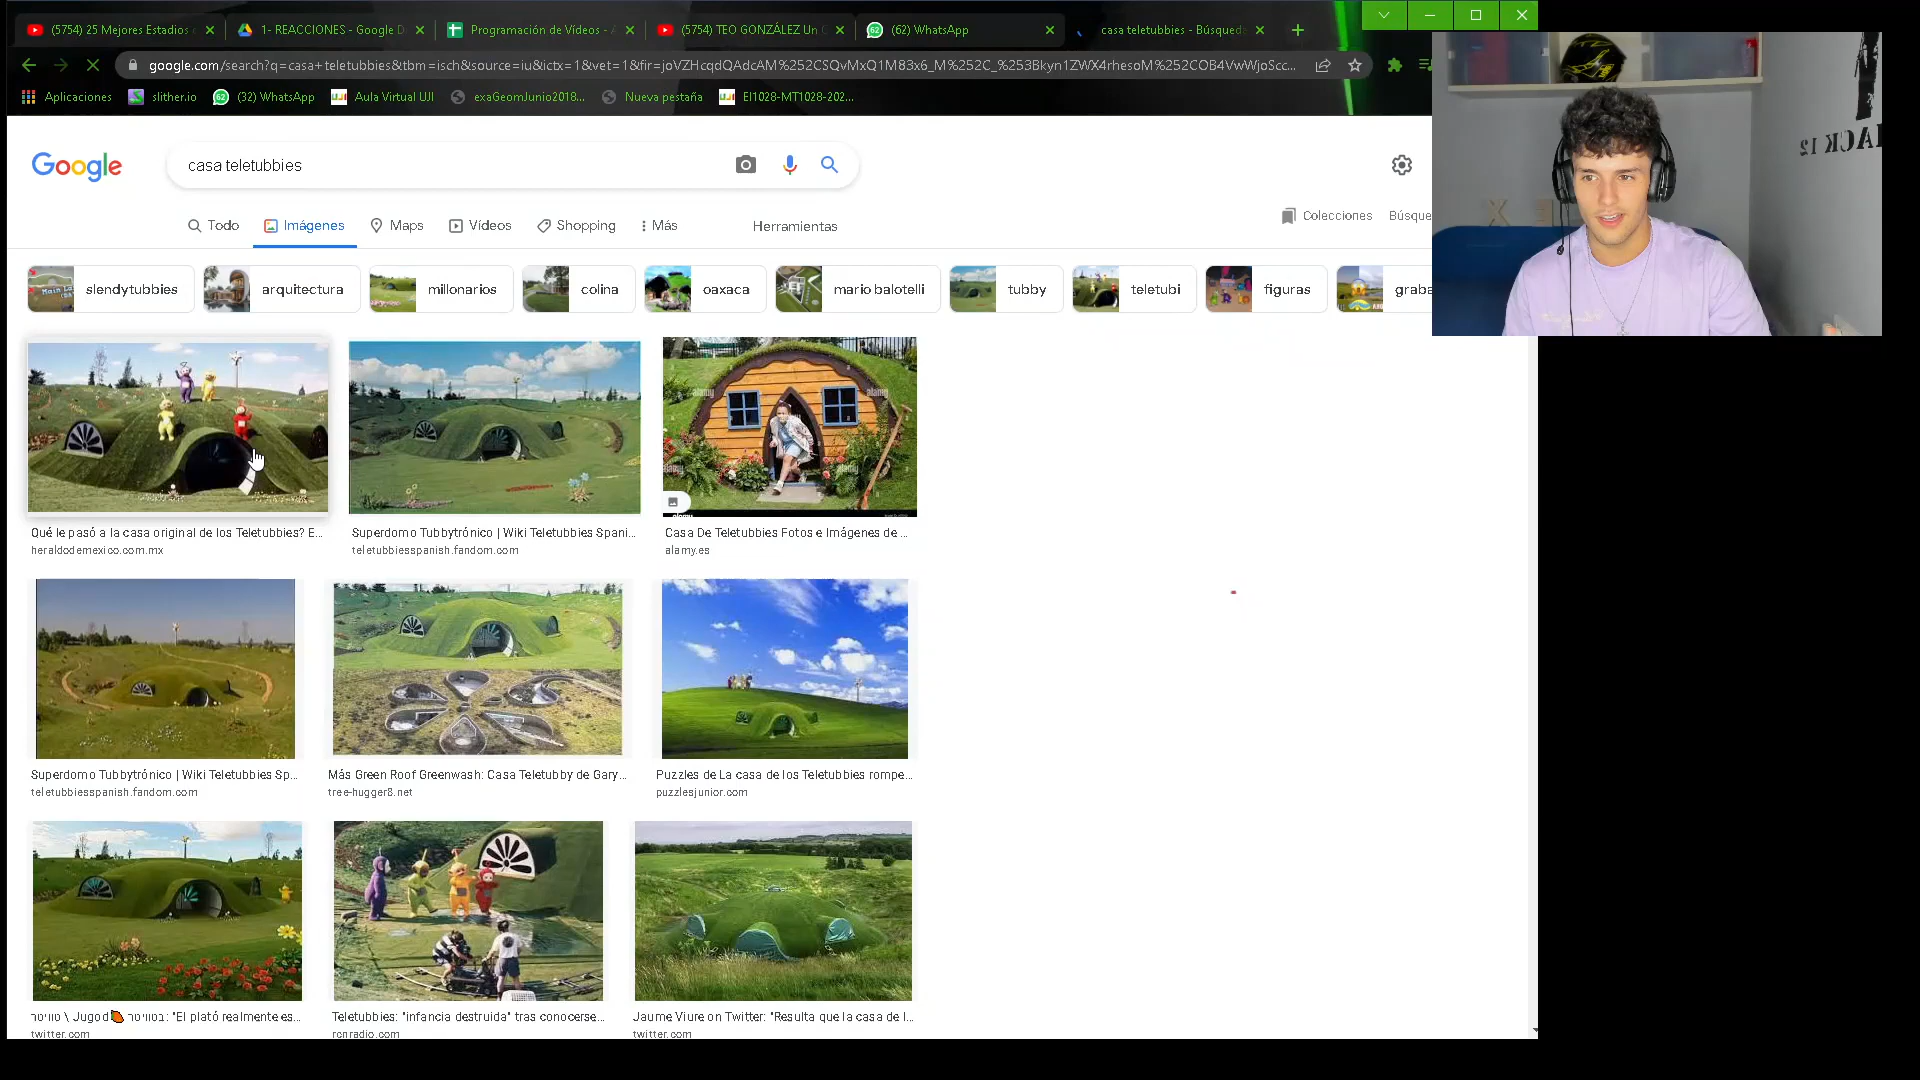 (5754) 25 Mejores Estadios
1- REACCIONES - Google D
Programación de Vídeos - A
(5754) TEO GONZÁLEZ Un C
(62) WhatsApp
casa teletubbies - Búsqued
google.com/search?q=casa+teletubbies&tbm=isch&source=iu&ictx=1&vet=1&fir=joVZHcqdQAdcAM%252CSQvMxQ1M83x6_M%252C_%253Bkyn1ZWX4rhesoM%252COB4VwWjoScc...
Aplicaciones
slither.io
(32) WhatsApp
Aula Virtual UJI
exaGeomJunio2018...
Nueva pestaña
EI1028-MT1028-202...
Google
casa teletubbies
Todo
Imágenes
Maps
Vídeos
Shopping
Más
Herramientas
Colecciones
Búsque
slendytubbies
arquitectura
millonarios
colina
oaxaca
mario balotelli
tubby
teletubi
figuras
graba
Qué le pasó a la casa original de los Teletubbies? E...
heraldodemexico.com.mx
Superdomo Tubbytrónico | Wiki Teletubbies Spani...
teletubbiesspanish.fandom.com
alamy
Casa De Teletubbies Fotos e Imágenes de ...
alamy.es
Superdomo Tubbytrónico | Wiki Teletubbies Sp...
teletubbiesspanish.fandom.com
Más Green Roof Greenwash: Casa Teletubby de Gary...
tree-hugger8.net
Puzzles de La casa de los Teletubbies rompe...
puzzlesjunior.com
"El plató realmente es...
twitter.com
Teletubbies: "infancia destruida" tras conocerse...
rcnradio.com
Jaume Viure on Twitter: "Resulta que la casa de l...
twitter.com